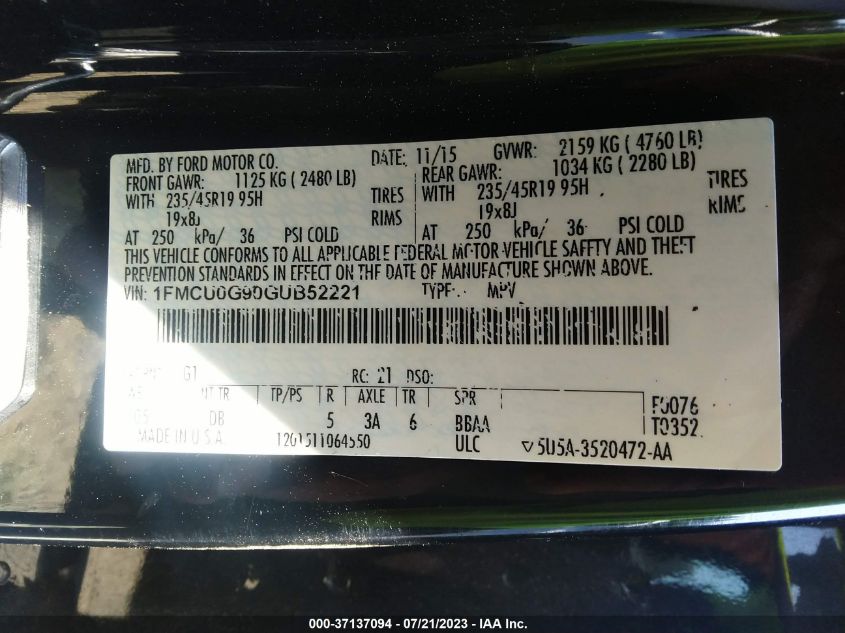 MFD. BY FORD MOTOR CO. DATE: 11/15 GVWR: 2159 KG ( 4760 LB)
FRONT GAWR: 1125 KG ( 2480 LB) REAR GAWR: 1034 KG ( 2280 LB)
WITH 235/45R19 95H TIRES WITH 235/45R19 95H TIRES
19x8J RIMS 19x8J RIMS
AT 250 kPa/ 36 PSI COLD AT 250 kPa/ 36 PSI COLD
THIS VEHICLE CONFORMS TO ALL APPLICABLE FEDERAL MOTOR VEHICLE SAFETY AND THEFT
PREVENTION STANDARDS IN EFFECT ON THE DATE OF MANUFACTURE SHOWN ABOVE.
VIN: 1FMCU0G90GUB52221 TYPE: MPV
G1 RC: 21 DSO:
INT TR TP/PS R AXLE TR SPR F0076
DB 5 3A 6 BBAA T0352
MADE IN U.S.A. 1201511064550 ULC ▽5U5A-3520472-AA
000-37137094 / 07/21/2023 - IAA Inc.